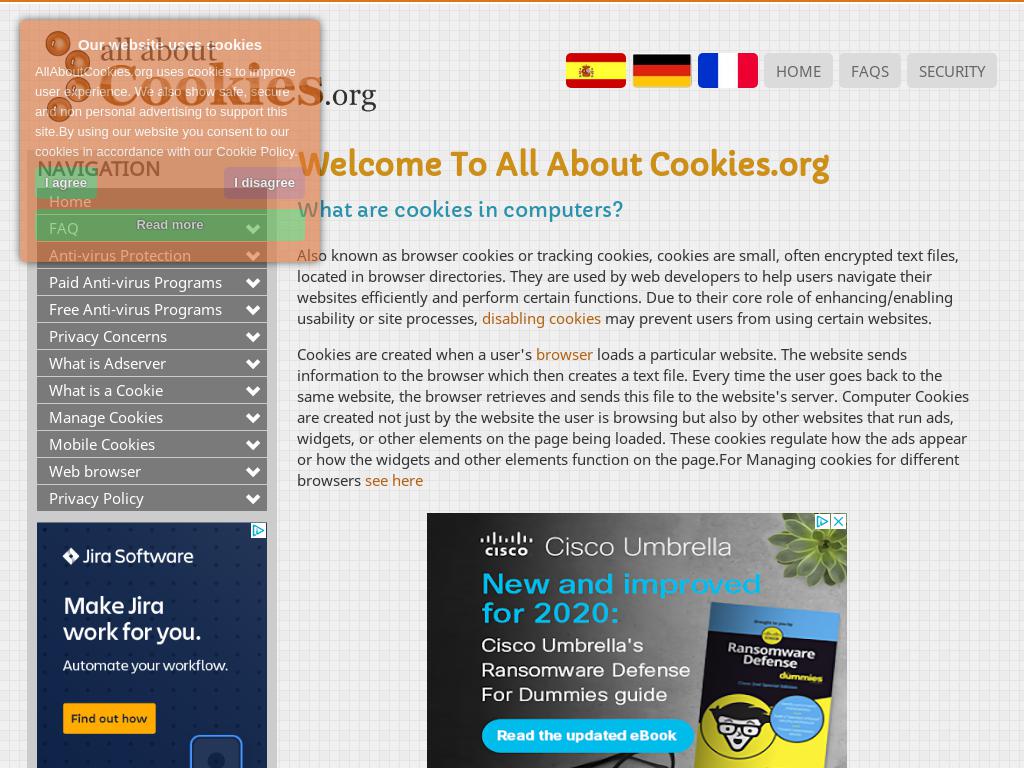 Our website uses cookies
AllAboutCookies.org uses cookies to improve
user experience. We also show safe, secure
and non personal advertising to support this
site.By using our website you consent to our
cookies in accordance with our Cookie Policy.
I agree
I disagree
Read more
all about
Cookies.org
HOME
FAQS
SECURITY
NAVIGATION
Home
FAQ
Anti-virus Protection
Paid Anti-virus Programs
Free Anti-virus Programs
Privacy Concerns
What is Adserver
What is a Cookie
Manage Cookies
Mobile Cookies
Web browser
Privacy Policy
Jira Software
Make Jira
work for you.
Automate your workflow.
Find out how
Welcome To All About Cookies.org
What are cookies in computers?
Also known as browser cookies or tracking cookies, cookies are small, often encrypted text files,
located in browser directories. They are used by web developers to help users navigate their
websites efficiently and perform certain functions. Due to their core role of enhancing/enabling
usability or site processes, disabling cookies may prevent users from using certain websites.
Cookies are created when a user's browser loads a particular website. The website sends
information to the browser which then creates a text file. Every time the user goes back to the
same website, the browser retrieves and sends this file to the website's server. Computer Cookies
are created not just by the website the user is browsing but also by other websites that run ads,
widgets, or other elements on the page being loaded. These cookies regulate how the ads appear
or how the widgets and other elements function on the page.For Managing cookies for different
browsers see here
CISCO
Cisco Umbrella
New and improved
for 2020:
Cisco Umbrella's
Ransomware Defense
For Dummies guide
Read the updated eBook
Brought to you by
Ransomware
Defense
dummies
Cisco 2nd Special Edition